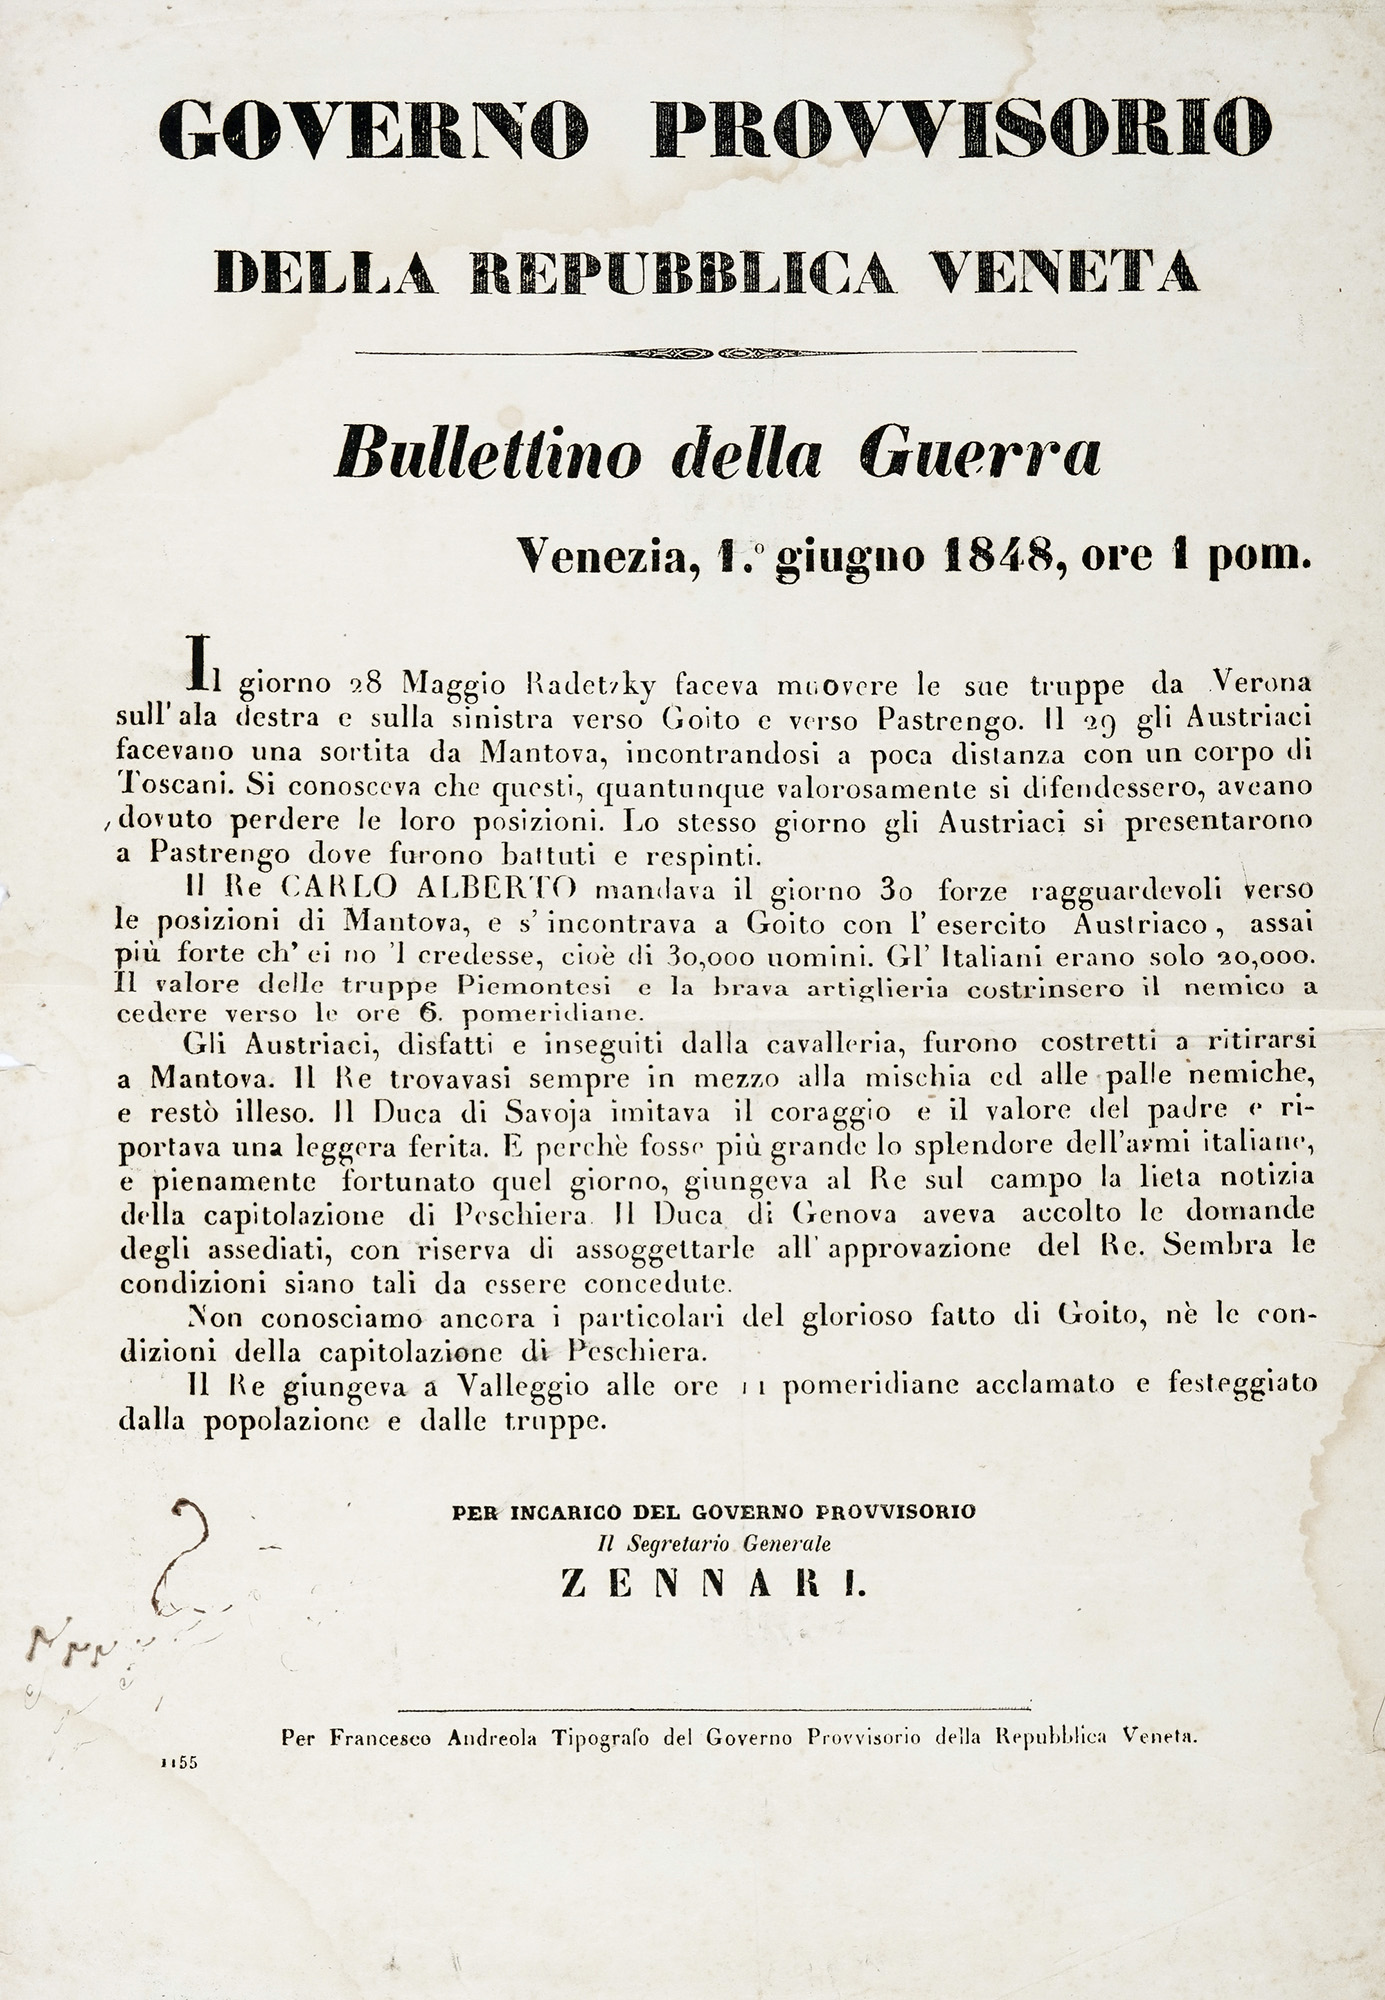 GOVERNO PROVVISORIO
DELLA REPUBBLICA VENETA
Bullettino della Guerra
Venezia, 1.º giugno 1848, ore 1 pom.
Il giorno 28 Maggio Radetzky faceva muovere le sue truppe da Verona
sull' ala destra e sulla sinistra verso Goito e verso Pastrengo. Il 29 gli Austriaci
facevano una sortita da Mantova, incontrandosi a poca distanza con un corpo di
Toscani. Si conosceva che questi, quantunque valorosamente si difendessero, aveano
dovuto perdere le loro posizioni. Lo stesso giorno gli Austriaci si presentarono
a Pastrengo dove furono battuti e respinti.
Il Re CARLO ALBERTO mandava il giorno 30 forze ragguardevoli verso
le posizioni di Mantova, e s' incontrava a Goito con l' esercito Austriaco, assai
più forte ch' ei no 'l credesse, cioè di 30,000 uomini. Gl' Italiani erano solo 20,000.
Il valore delle truppe Piemontesi e la brava artiglieria costrinsero il nemico a
cedere verso le ore 6. pomeridiane.
Gli Austriaci, disfatti e inseguiti dalla cavalleria, furono costretti a ritirarsi
a Mantova. Il Re trovavasi sempre in mezzo alla mischia ed alle palle nemiche,
e restò illeso. Il Duca di Savoja imitava il coraggio e il valore del padre e ri-
portava una leggera ferita. E perchè fosse più grande lo splendore dell'armi italiane,
e pienamente fortunato quel giorno, giungeva al Re sul campo la lieta notizia
della capitolazione di Peschiera. Il Duca di Genova aveva accolto le domande
degli assediati, con riserva di assoggettarle all' approvazione del Re. Sembra le
condizioni siano tali da essere concedute.
Non conosciamo ancora i particolari del glorioso fatto di Goito, nè le con-
dizioni della capitolazione di Peschiera.
Il Re giungeva a Valleggio alle ore 11 pomeridiane acclamato e festeggiato
dalla popolazione e dalle truppe.
PER INCARICO DEL GOVERNO PROVVISORIO
Il Segretario Generale
ZENNARI.
Per Francesco Andreola Tipografo del Governo Provvisorio della Repubblica Veneta.
1155